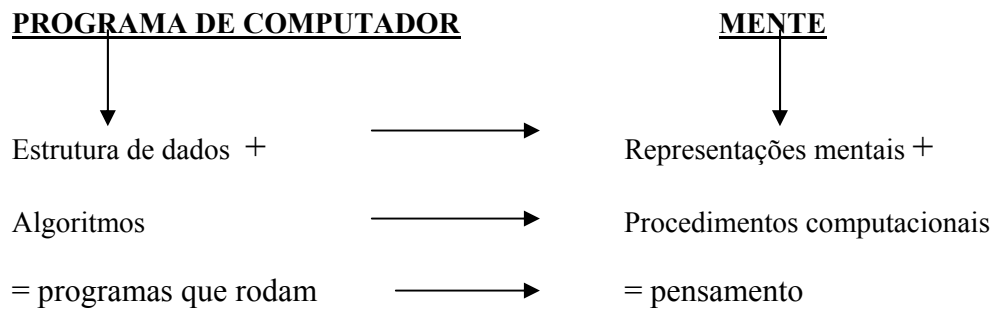 PROGRAMA DE COMPUTADOR MENTE
Estrutura de dados + Representações mentais +
Algoritmos Procedimentos computacionais
= programas que rodam = pensamento